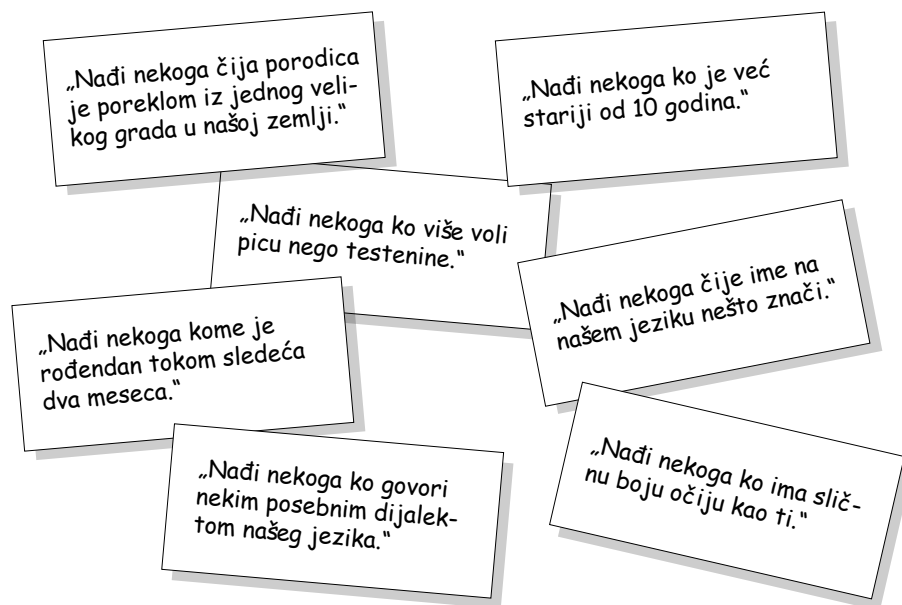 „Nađi nekoga čija porodica
je poreklom iz jednog veli-
kog grada u našoj zemlji.“
„Nađi nekoga ko je već
stariji od 10 godina.“
„Nađi nekoga ko više voli
picu nego testenine.“
„Nađi nekoga čije ime na
našem jeziku nešto znači.“
„Nađi nekoga kome je
rođendan tokom sledeća
dva meseca.“
„Nađi nekoga ko govori
nekim posebnim dijalek-
tom našeg jezika.“
„Nađi nekoga ko ima slič-
nu boju očiju kao ti.“